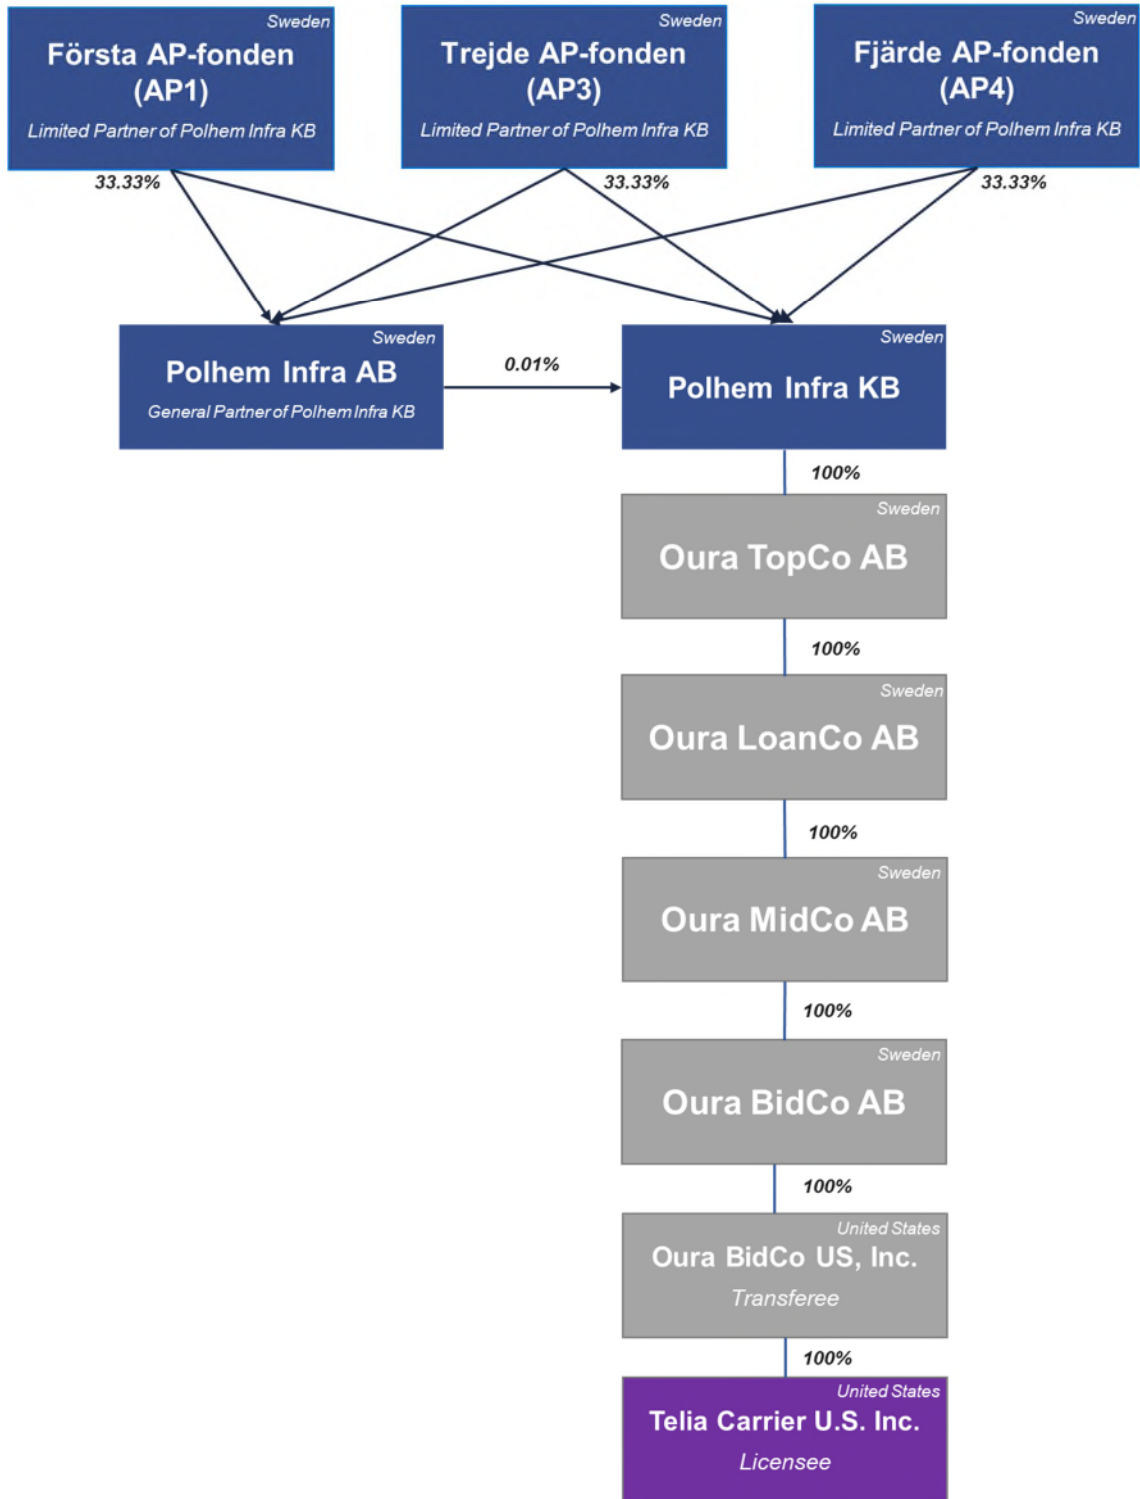 Sweden
Första AP-fonden
(AP1)
Limited Partner of Polhem Infra KB
Sweden
Trejde AP-fonden
(AP3)
Limited Partner of Polhem Infra KB
Sweden
Fjärde AP-fonden
(AP4)
Limited Partner of Polhem Infra KB
33.33%
33.33%
33.33%
Sweden
Polhem Infra AB
General Partner of Polhem Infra KB
0.01%
Sweden
Polhem Infra KB
100%
Sweden
Oura TopCo AB
100%
Sweden
Oura LoanCo AB
100%
Sweden
Oura MidCo AB
100%
Sweden
Oura BidCo AB
100%
United States
Oura BidCo US, Inc.
Transferee
100%
United States
Telia Carrier U.S. Inc.
Licensee